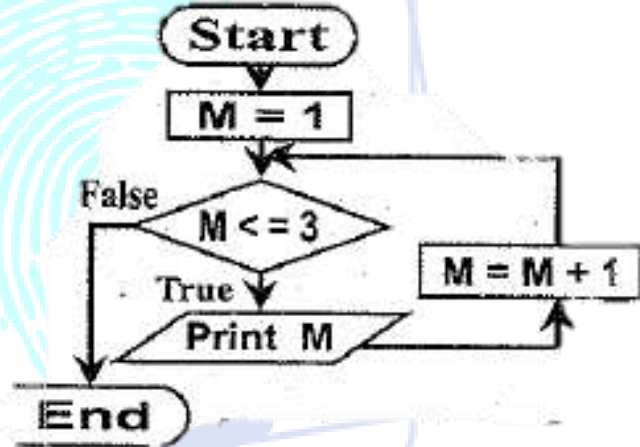 Start
M = 1
False
M < = 3
M = M + 1
True
Print M
End